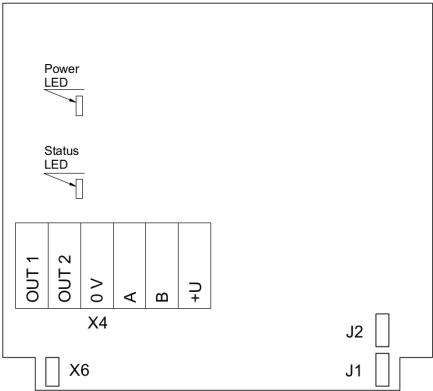 Power
LED
Status
LED
OUT 1
OUT 2
0 V
A
B
+U
X4
J2
X6
J1